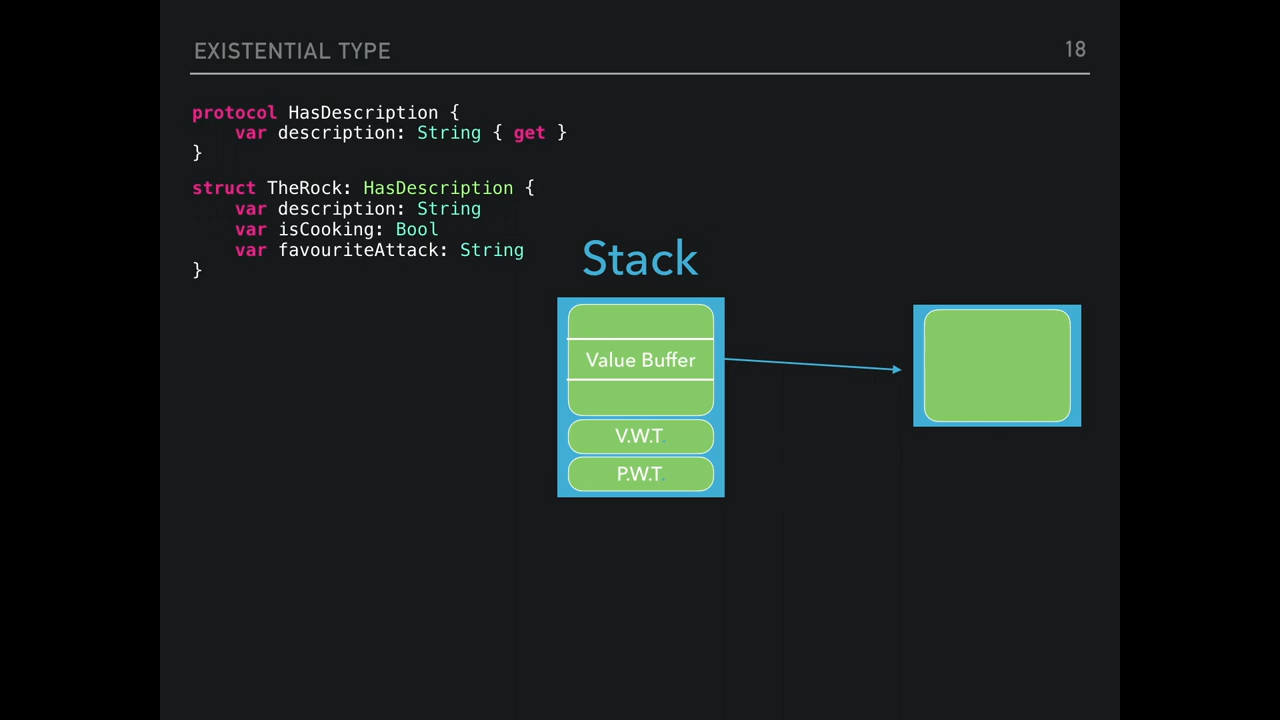 EXISTENTIAL TYPE
18
protocol HasDescription {
    var description: String { get }
}
struct TheRock: HasDescription {
    var description: String
    var isCooking: Bool
    var favouriteAttack: String
}
Stack
Value Buffer
V.W.T.
P.W.T.